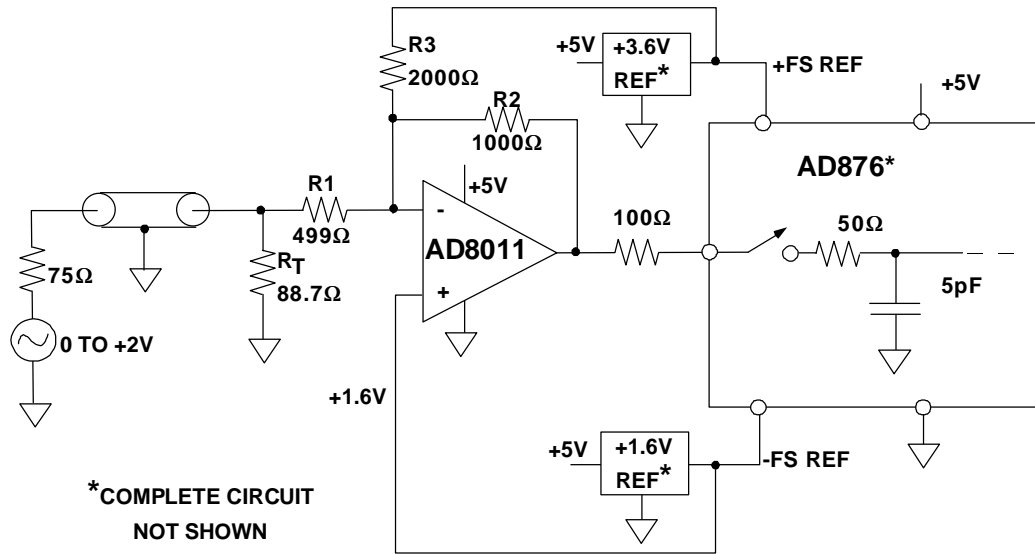 R3
2000Ω
+5V
+3.6V
REF*
+FS REF
+5V
R2
1000Ω
AD876*
+5V
R1
499Ω
-
AD8011
+
100Ω
50Ω
75Ω
RT
88.7Ω
5pF
0 TO +2V
+1.6V
+5V
+1.6V
REF*
-FS REF
*COMPLETE CIRCUIT
NOT SHOWN